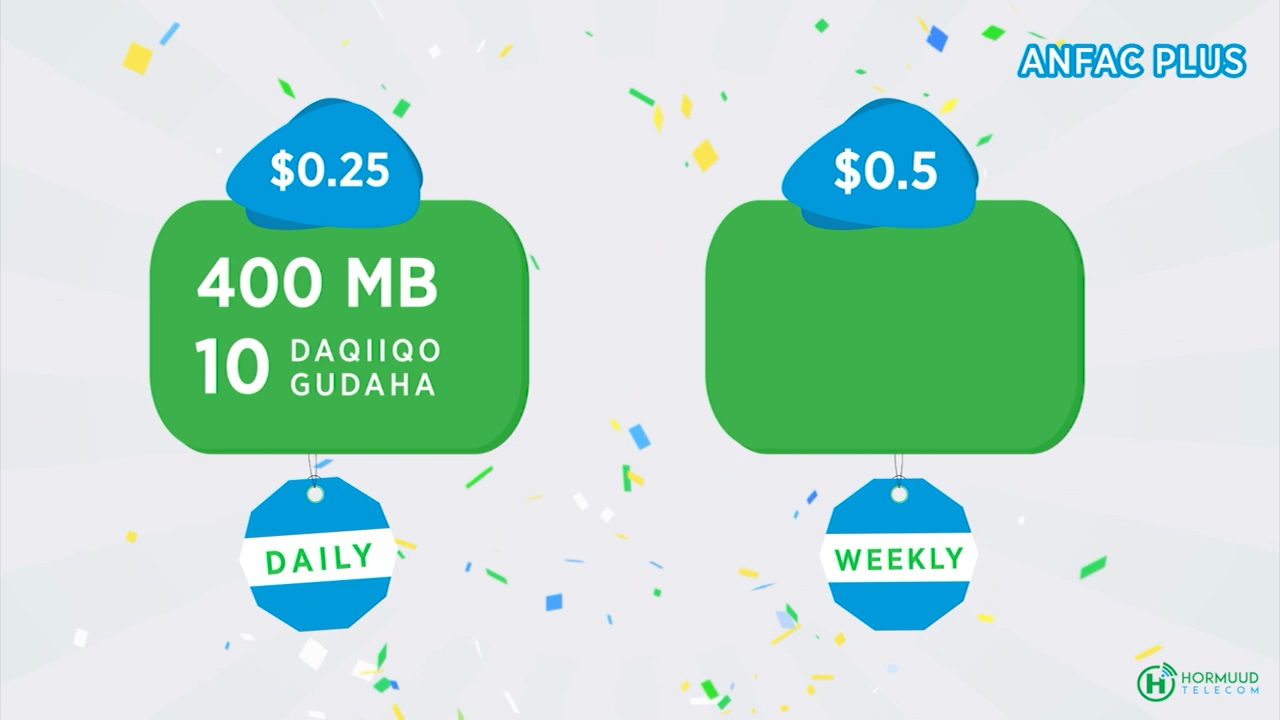 ANFAC PLUS
$0.25
400 MB
10 DAQIIQO
GUDAHA
DAILY
$0.5
WEEKLY
HORMUUD
TELECOM